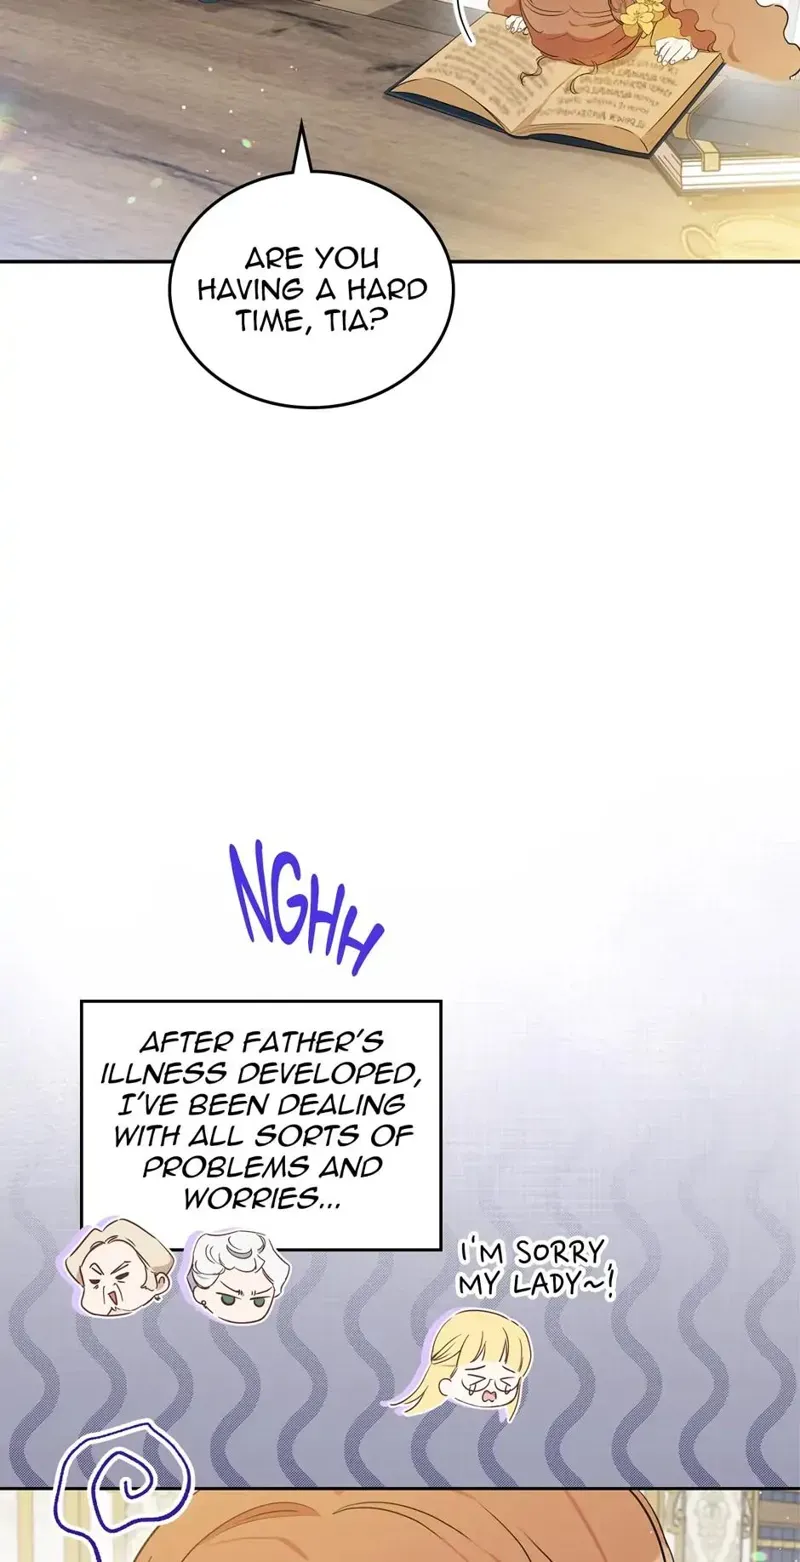 ARE YOU
HAVING A HARD
TIME, TIA?
NGHH
AFTER FATHER'S
ILLNESS DEVELOPED,
I'VE BEEN DEALING
WITH ALL SORTS OF
PROBLEMS AND
WORRIES...
I'M SORRY,
MY LADY~!